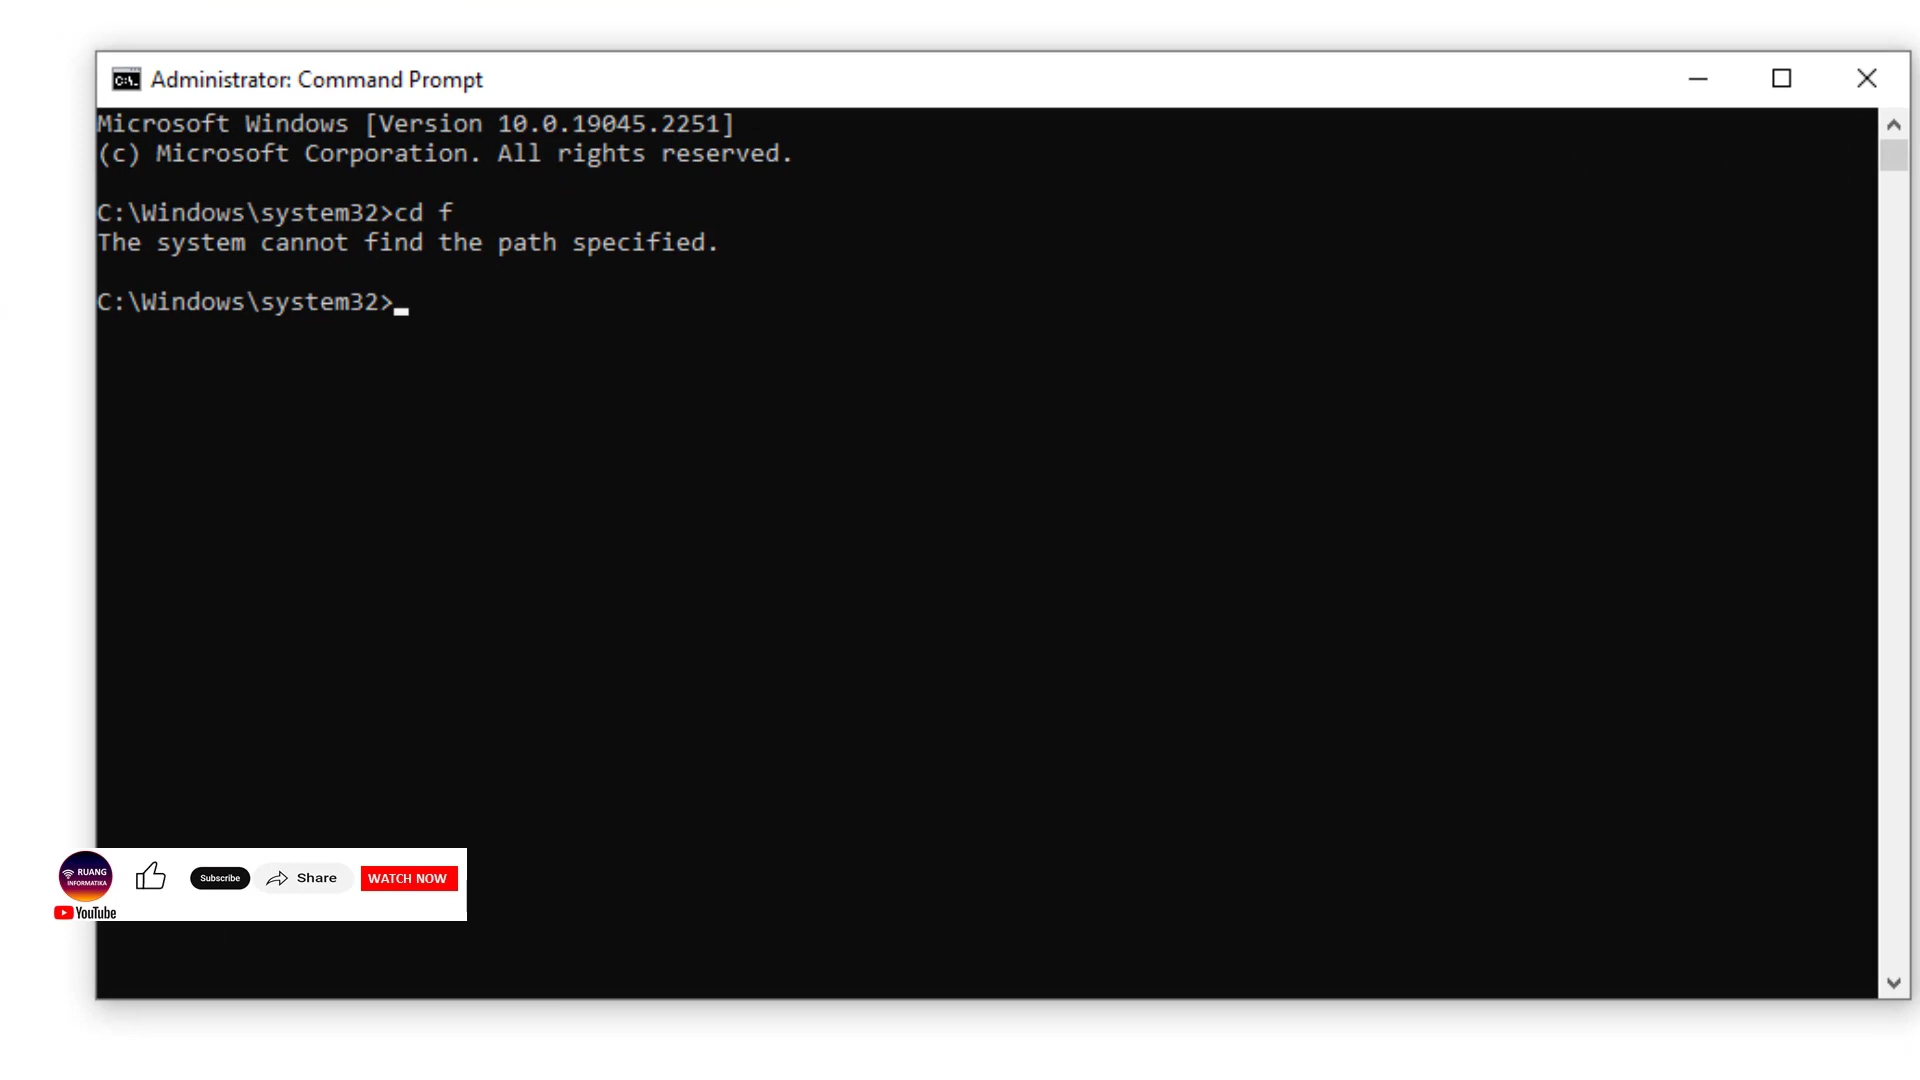 Administrator: Command Prompt
Microsoft Windows [Version 10.0.19045.2251]
(c) Microsoft Corporation. All rights reserved.
C:\Windows\system32>cd f
The system cannot find the path specified.
C:\Windows\system32>
RUANG
INFORMATIKA
Subscribe
Share
WATCH NOW
YouTube